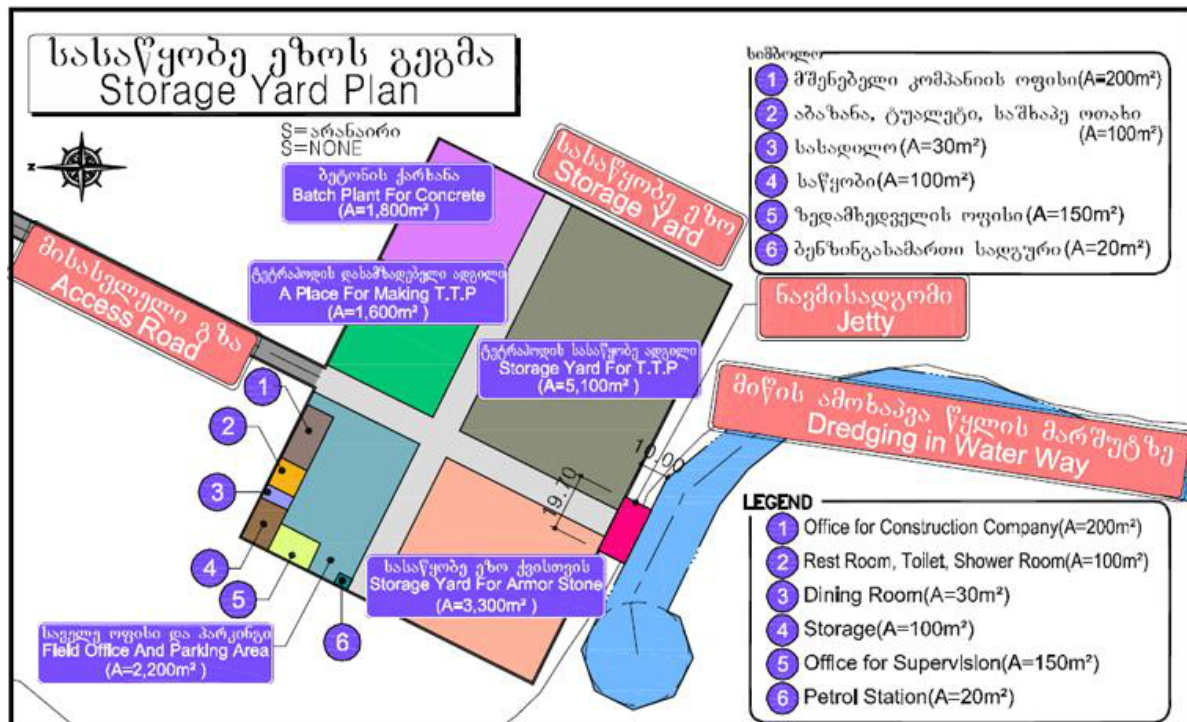 სასაწყობე ეზოს გეგმა
Storage Yard Plan
S=არანაირი
S=NONE
N
ბეტონის ქარხანა
Batch Plant For Concrete
(A=1,800m²)
სასაწყობე ეზო
Storage Yard
მისასვლელი გზა
Access Road
ტეტრაპოდის დასამზადებელი ადგილი
A Place For Making T.T.P
(A=1,600m²)
ტეტრაპოდის სასაწყობე ადგილი
Storage Yard For T.T.P
(A=5,100m²)
ნავმისადგომი
Jetty
მიწის ამოხაპვა წყლის მარშუტზე
Dredging in Water Way
10.00
19.70
სასაწყობე ეზო ქვისთვის
Storage Yard For Armor Stone
(A=3,300m²)
საველე ოფისი და პარკინგი
Field Office And Parking Area
(A=2,200m²)
1
2
3
4
5
6
სიმბოლო
1 მშენებელი კომპანიის ოფისი(A=200m²)
2 აბაზანა, ტუალეტი, საშხაპე ოთახი
(A=100m²)
3 სასადილო(A=30m²)
4 საწყობი(A=100m²)
5 ზედამხედველის ოფისი(A=150m²)
6 ბენზინგასამართი სადგური(A=20m²)
LEGEND
1 Office for Construction Company(A=200m²)
2 Rest Room, Toilet, Shower Room(A=100m²)
3 Dining Room(A=30m²)
4 Storage(A=100m²)
5 Office for Supervision(A=150m²)
6 Petrol Station(A=20m²)